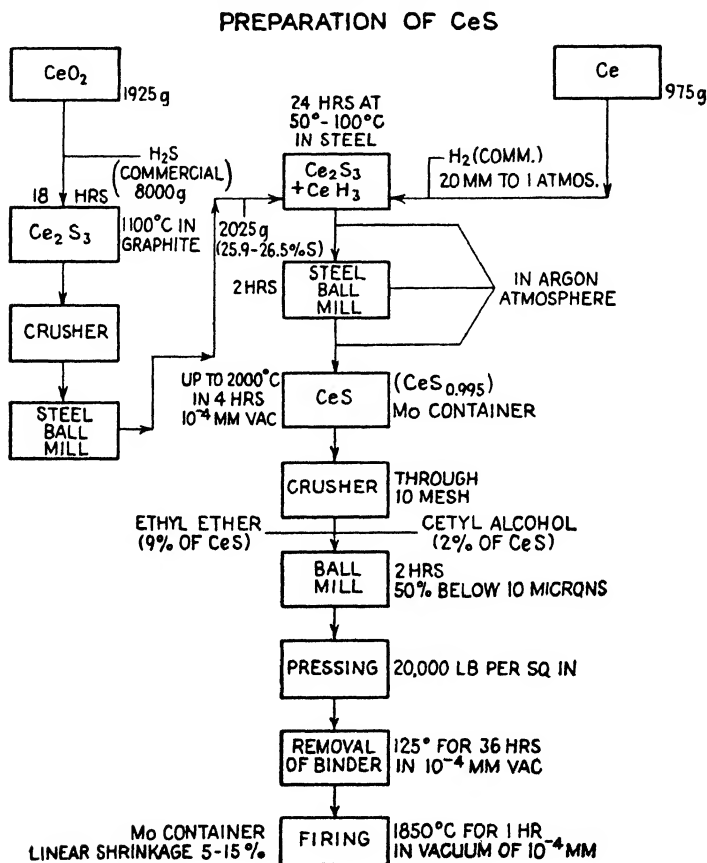 PREPARATION OF CeS
CeO2
1925g
H2S
(COMMERCIAL)
8000g
18 HRS
Ce2 S3
1100°C IN
GRAPHITE
CRUSHER
STEEL
BALL
MILL
Ce
975g
H2 (COMM.)
20 MM TO 1 ATMOS.
24 HRS AT
50°-100°C
IN STEEL
Ce2S3
+CeH3
2025g
(25.9-26.5%S)
2HRS
STEEL
BALL
MILL
IN ARGON
ATMOSPHERE
UP TO 2000°C
IN 4 HRS
10-4 MM VAC
CeS
(CeS0.995)
Mo CONTAINER
CRUSHER
THROUGH
10 MESH
ETHYL ETHER
(9% OF CeS)
CETYL ALCOHOL
(2% OF CeS)
BALL
MILL
2 HRS
50% BELOW 10 MICRONS
PRESSING
20,000 LB PER SQ IN
REMOVAL
OF BINDER
125° FOR 36 HRS
IN 10-4 MM VAC
Mo CONTAINER
LINEAR SHRINKAGE 5-15%
FIRING
1850°C FOR 1 HR
IN VACUUM OF 10-4 MM